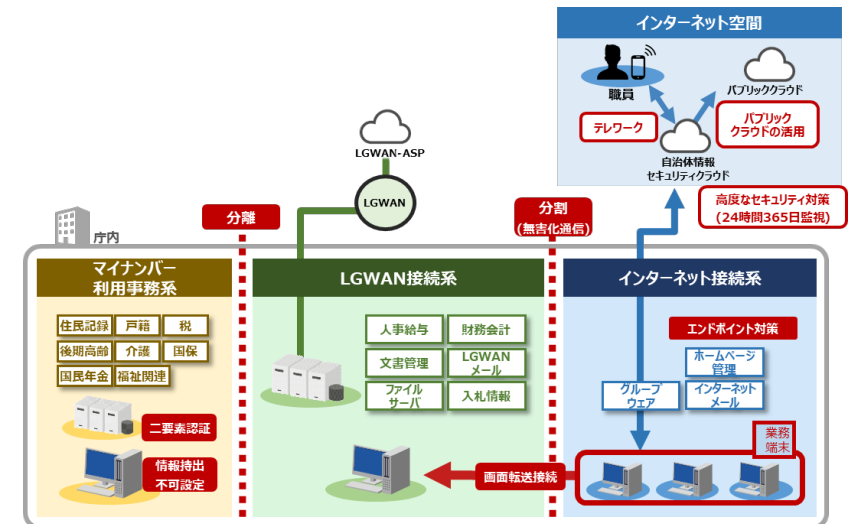 インターネット空間
職員
パブリッククラウド
テレワーク
パブリック
クラウドの活用
自治体情報
セキュリティクラウド
高度なセキュリティ対策
(24時間365日監視)
LGWAN-ASP
LGWAN
分離
分割
(無害化通信)
庁内
マイナンバー
利用事務系
住民記録
戸籍
税
後期高齢
介護
国保
国民年金
福祉関連
二要素認証
情報持出
不可設定
LGWAN接続系
人事給与
財務会計
文書管理
LGWAN
メール
ファイル
サーバ
入札情報
インターネット接続系
エンドポイント対策
ホームページ
管理
グループ
ウェア
インターネット
メール
業務
端末
画面転送接続